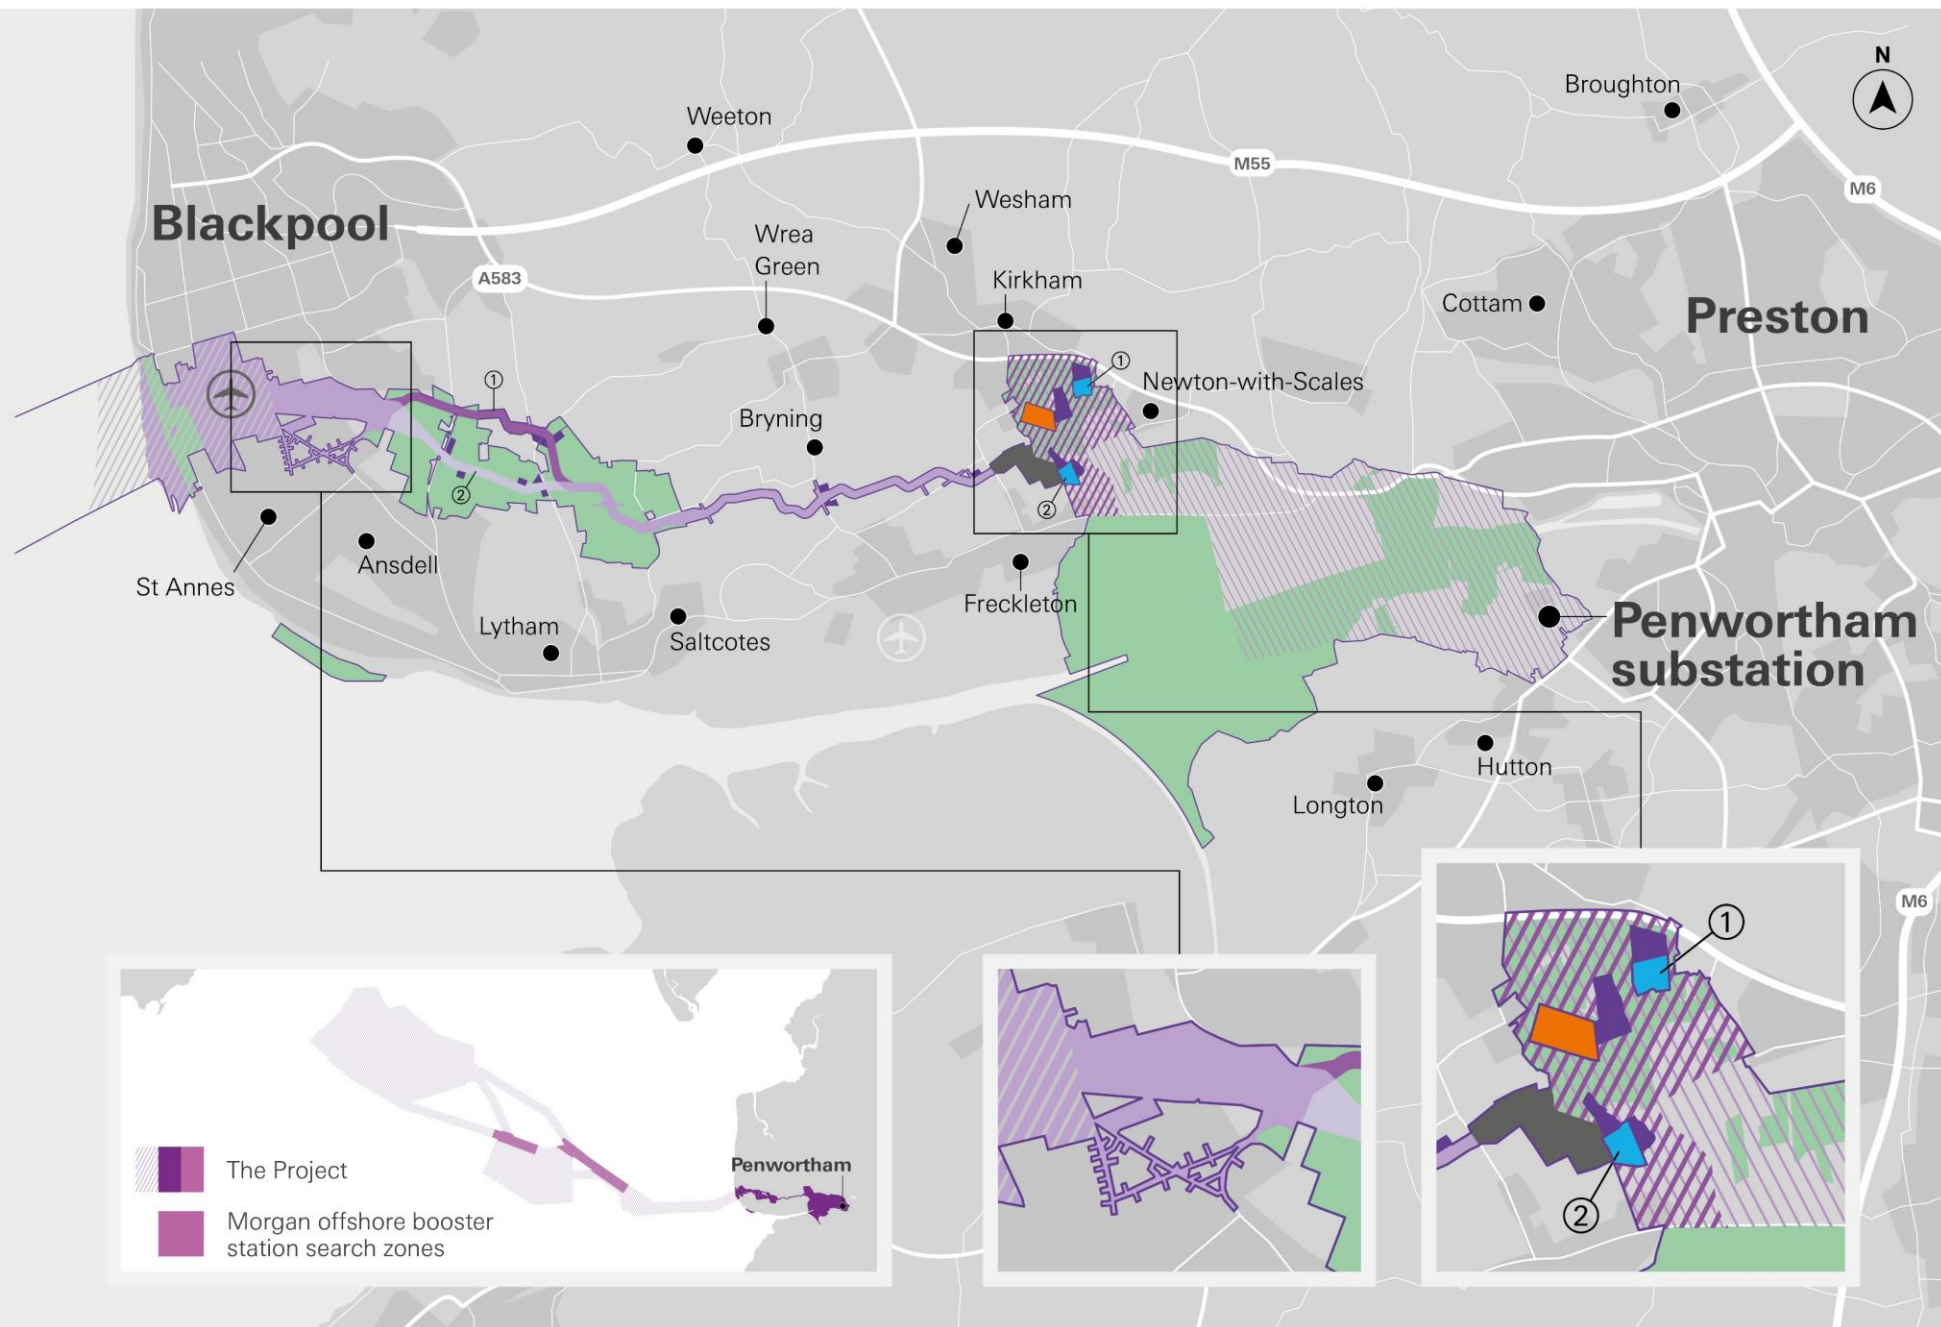 N
Broughton
Weeton
M55
M6
Wesham
Blackpool
Wrea
Green
A583
Kirkham
Cottam
Preston
1
1
Newton-with-Scales
Bryning
2
2
St Annes
Ansdell
Freckleton
Lytham
Saltcotes
Penwortham
substation
Hutton
Longton
M6
1
2
Penwortham
The Project
Morgan offshore booster
station search zones